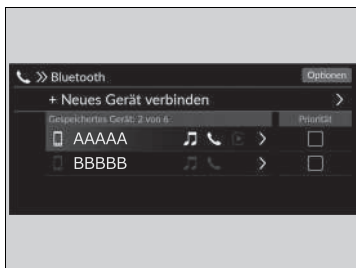 Bluetooth
Optionen
+ Neues Gerät verbinden
Gespeichertes Gerät: 2 von 6
Priorität
AAAAA
BBBBB